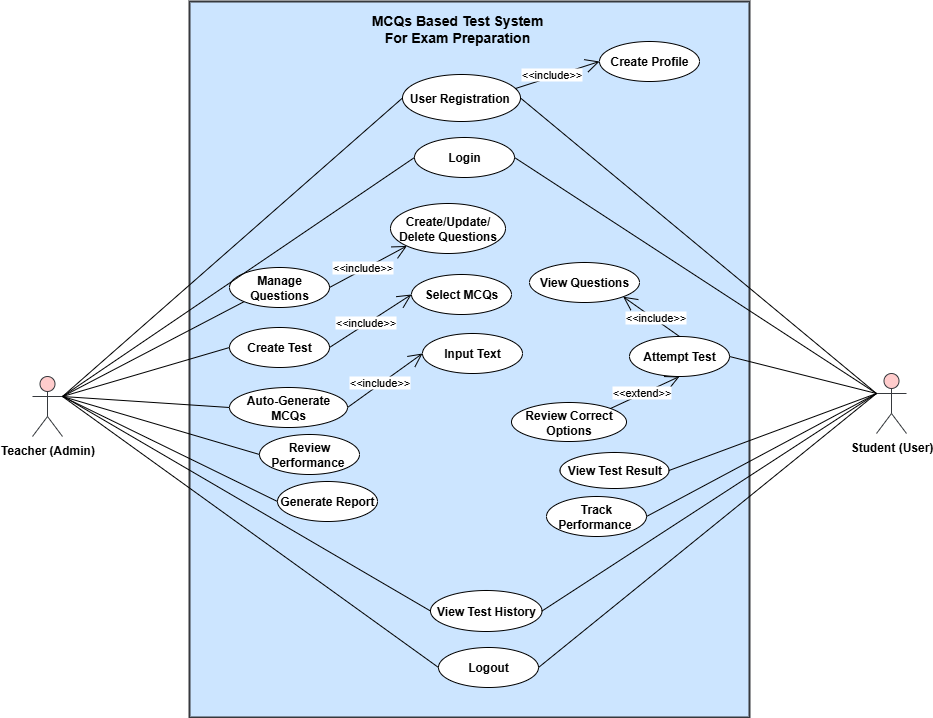 MCQs Based Test System
For Exam Preparation
Create Profile
<<include>>
User Registration
Login
Create/Update/
Delete Questions
<<include>>
Manage
Questions
View Questions
Select MCQs
<<include>>
<<include>>
Create Test
Input Text
Attempt Test
<<include>>
<<extend>>
Auto-Generate
MCQs
Review Correct
Options
Teacher (Admin)
Student (User)
Review
Performance
View Test Result
Generate Report
Track
Performance
View Test History
Logout